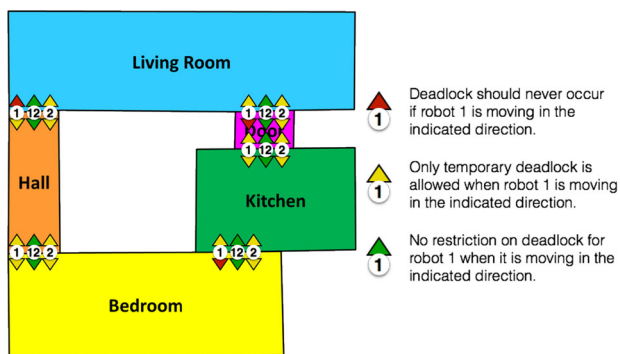 Living Room
1 12 2
1 12 2
Door
1 12 2
Hall
Kitchen
1 12 2
1 12 2
Bedroom
1
Deadlock should never occur
if robot 1 is moving in the
indicated direction.
1
Only temporary deadlock is
allowed when robot 1 is moving
in the indicated direction.
1
No restriction on deadlock for
robot 1 when it is moving in the
indicated direction.